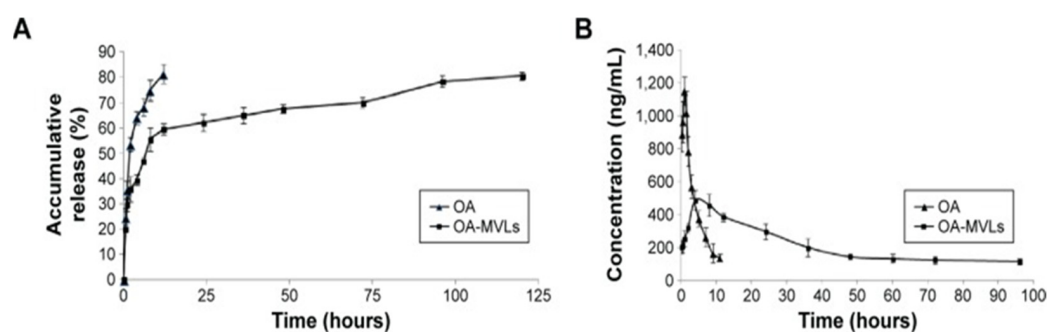 A
Accumulative
release (%)
90
80
70
60
50
40
30
20
10
0
0 25 50 75 100 125
Time (hours)
OA
OA-MVLs
B
Concentration (ng/mL)
1,400
1,200
1,000
800
600
400
200
0
0 10 20 30 40 50 60 70 80 90 100
Time (hours)
OA
OA-MVLs